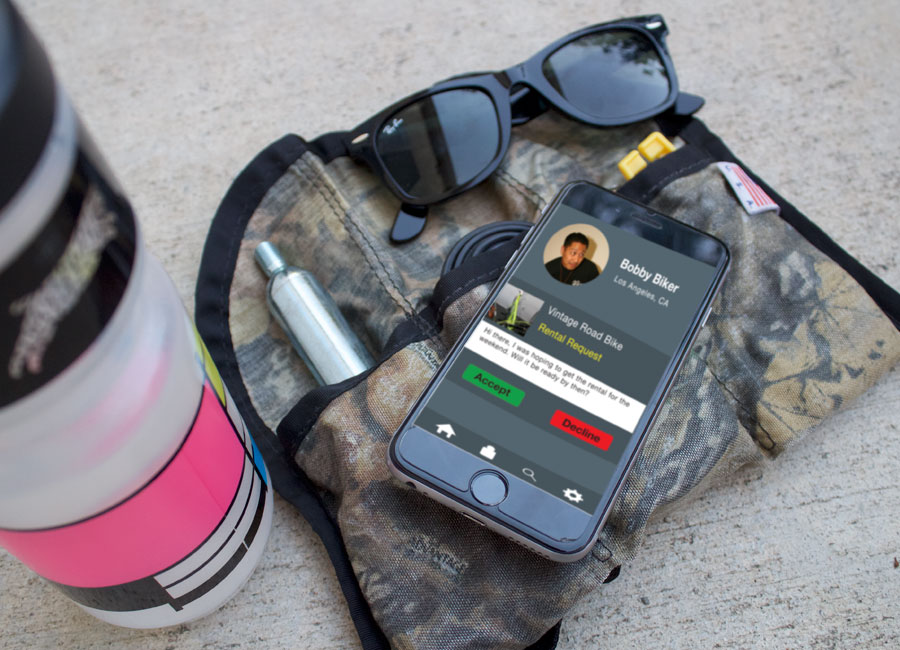 Ray-Ban
Bobby Biker
Los Angeles, CA
Vintage Road Bike
Rental Request
Hi there, I was hoping to get the rental for the
weekend. Will it be ready by then?
Accept
Decline
ADVANTAGE